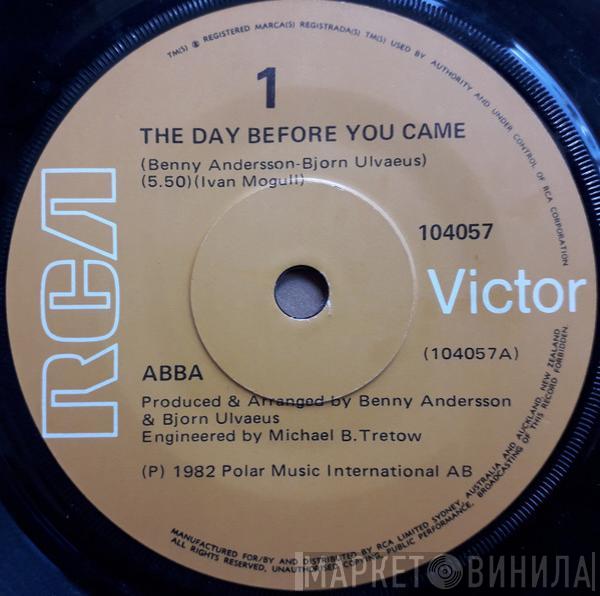 TM(S) ® REGISTERED MARCA(S) REGISTRADA(S) TM(S) USED BY AUTHORITY AND UNDER CONTROL OF RCA CORPORATION
1
THE DAY BEFORE YOU CAME
(Benny Andersson-Bjorn Ulvaeus)
(5.50)(Ivan Mogull)
RCA
104057
Victor
(104057A)
ABBA
Produced & Arranged by Benny Andersson
& Bjorn Ulvaeus
Engineered by Michael B.Tretow
(P) 1982 Polar Music International AB
MANUFACTURED FOR/BY AND DISTRIBUTED BY RCA LIMITED SYDNEY, AUSTRALIA AND AUCKLAND, NEW ZEALAND
ALL RIGHTS RESERVED, UNAUTHORISED COPYING, PUBLIC PERFORMANCE, BROADCASTING OF THIS RECORD FORBIDDEN.
МАРКЕТ ВИНИЛА